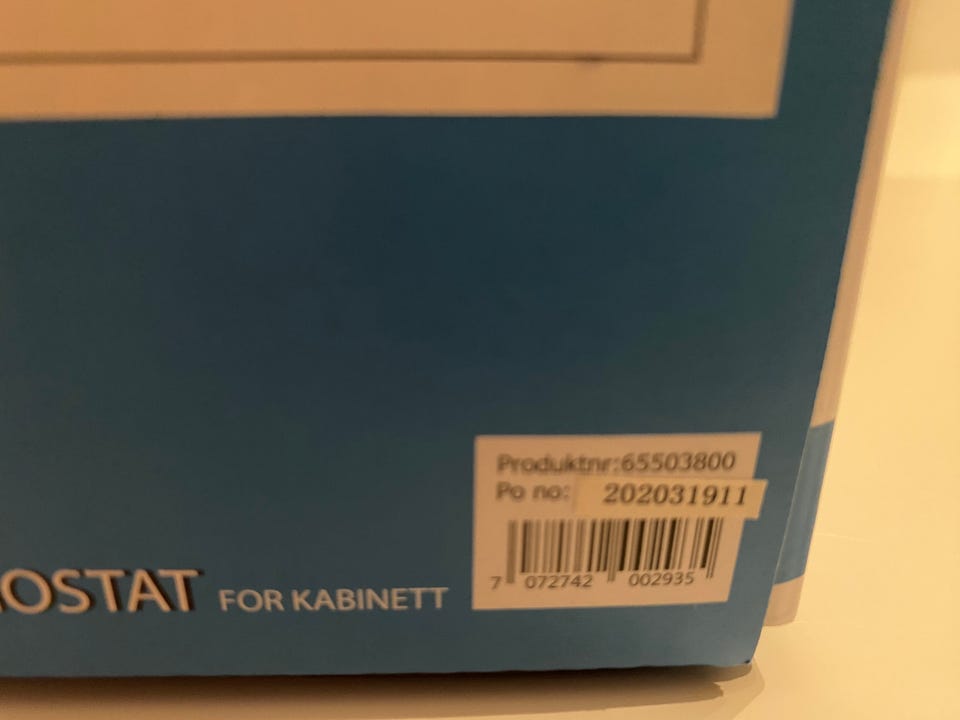 Produktnr:65503800
Po no: 202031911
7 072742 002935
OSTAT FOR KABINETT